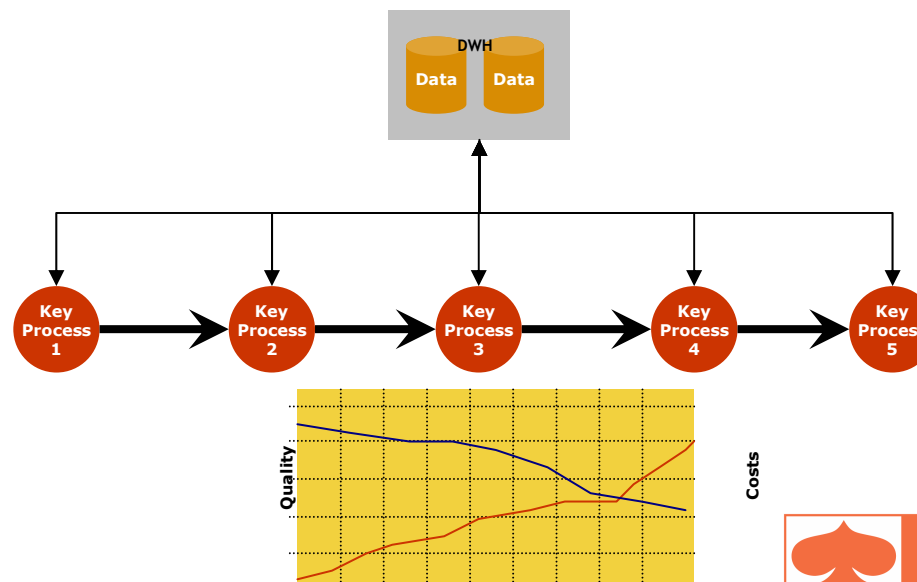 DWH
Data
Data
Key
Process
1
Key
Process
2
Key
Process
3
Key
Process
4
Key
Process
5
Quality
Costs